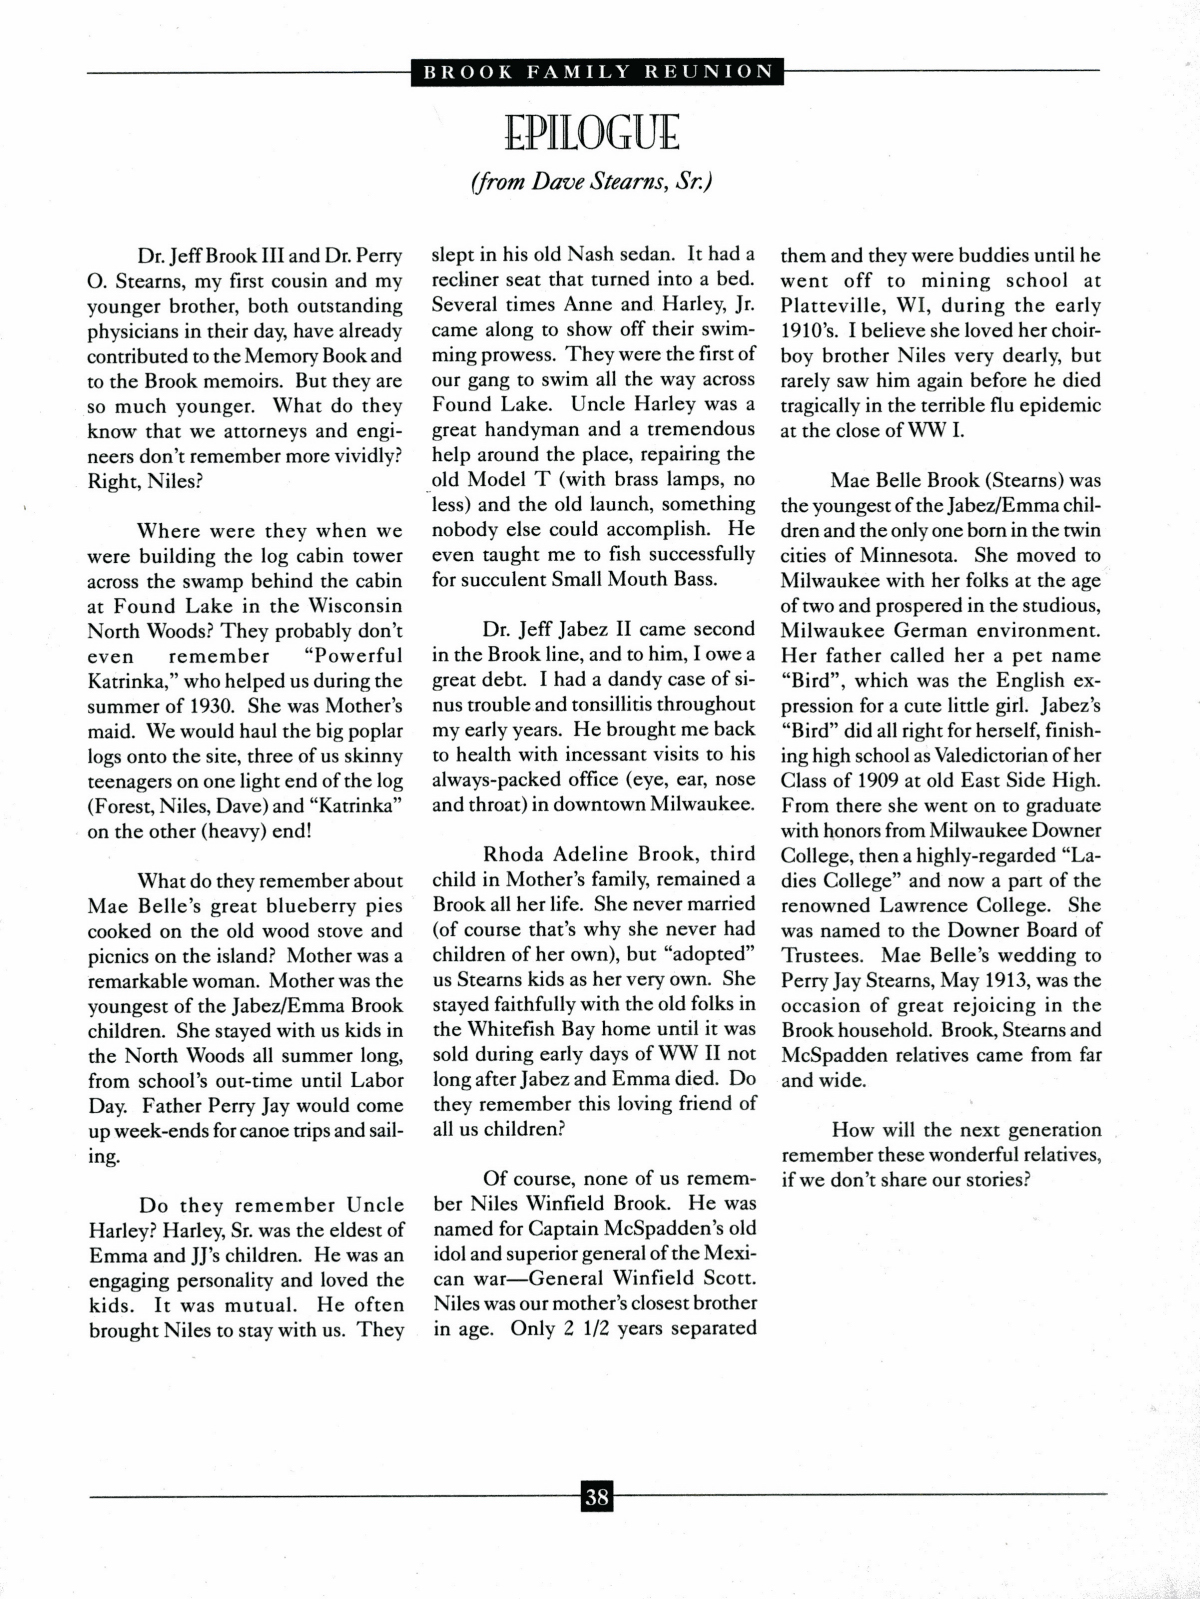 BROOK FAMILY REUNION
EPILOGUE
(from Dave Stearns, Sr.)
Dr. Jeff Brook III and Dr. Perry
O. Stearns, my first cousin and my
younger brother, both outstanding
physicians in their day, have already
contributed to the Memory Book and
to the Brook memoirs. But they are
so much younger. What do they
know that we attorneys and engi-
neers don't remember more vividly?
Right, Niles?
Where were they when we
were building the log cabin tower
across the swamp behind the cabin
at Found Lake in the Wisconsin
North Woods? They probably don't
even remember “Powerful
Katrinka,” who helped us during the
summer of 1930. She was Mother's
maid. We would haul the big poplar
logs onto the site, three of us skinny
teenagers on one light end of the log
(Forest, Niles, Dave) and “Katrinka”
on the other (heavy) end!
What do they remember about
Mae Belle's great blueberry pies
cooked on the old wood stove and
picnics on the island? Mother was a
remarkable woman. Mother was the
youngest of the Jabez/Emma Brook
children. She stayed with us kids in
the North Woods all summer long,
from school's out-time until Labor
Day. Father Perry Jay would come
up week-ends for canoe trips and sail-
ing.
Do they remember Uncle
Harley? Harley, Sr. was the eldest of
Emma and JJ's children. He was an
engaging personality and loved the
kids. It was mutual. He often
brought Niles to stay with us. They
slept in his old Nash sedan. It had a
recliner seat that turned into a bed.
Several times Anne and Harley, Jr.
came along to show off their swim-
ming prowess. They were the first of
our gang to swim all the way across
Found Lake. Uncle Harley was a
great handyman and a tremendous
help around the place, repairing the
old Model T (with brass lamps, no
less) and the old launch, something
nobody else could accomplish. He
even taught me to fish successfully
for succulent Small Mouth Bass.
Dr. Jeff Jabez II came second
in the Brook line, and to him, I owe a
great debt. I had a dandy case of si-
nus trouble and tonsillitis throughout
my early years. He brought me back
to health with incessant visits to his
always-packed office (eye, ear, nose
and throat) in downtown Milwaukee.
Rhoda Adeline Brook, third
child in Mother's family, remained a
Brook all her life. She never married
(of course that's why she never had
children of her own), but “adopted”
us Stearns kids as her very own. She
stayed faithfully with the old folks in
the Whitefish Bay home until it was
sold during early days of WW II not
long after Jabez and Emma died. Do
they remember this loving friend of
all us children?
Of course, none of us remem-
ber Niles Winfield Brook. He was
named for Captain McSpadden's old
idol and superior general of the Mexi-
can war—General Winfield Scott.
Niles was our mother's closest brother
in age. Only 2 1/2 years separated
them and they were buddies until he
went off to mining school at
Platteville, WI, during the early
1910's. I believe she loved her choir-
boy brother Niles very dearly, but
rarely saw him again before he died
tragically in the terrible flu epidemic
at the close of WW I.
Mae Belle Brook (Stearns) was
the youngest of the Jabez/Emma chil-
dren and the only one born in the twin
cities of Minnesota. She moved to
Milwaukee with her folks at the age
of two and prospered in the studious,
Milwaukee German environment.
Her father called her a pet name
“Bird”, which was the English ex-
pression for a cute little girl. Jabez's
“Bird” did all right for herself, finish-
ing high school as Valedictorian of her
Class of 1909 at old East Side High.
From there she went on to graduate
with honors from Milwaukee Downer
College, then a highly-regarded “La-
dies College” and now a part of the
renowned Lawrence College. She
was named to the Downer Board of
Trustees. Mae Belle's wedding to
Perry Jay Stearns, May 1913, was the
occasion of great rejoicing in the
Brook household. Brook, Stearns and
McSpadden relatives came from far
and wide.
How will the next generation
remember these wonderful relatives,
if we don't share our stories?
38